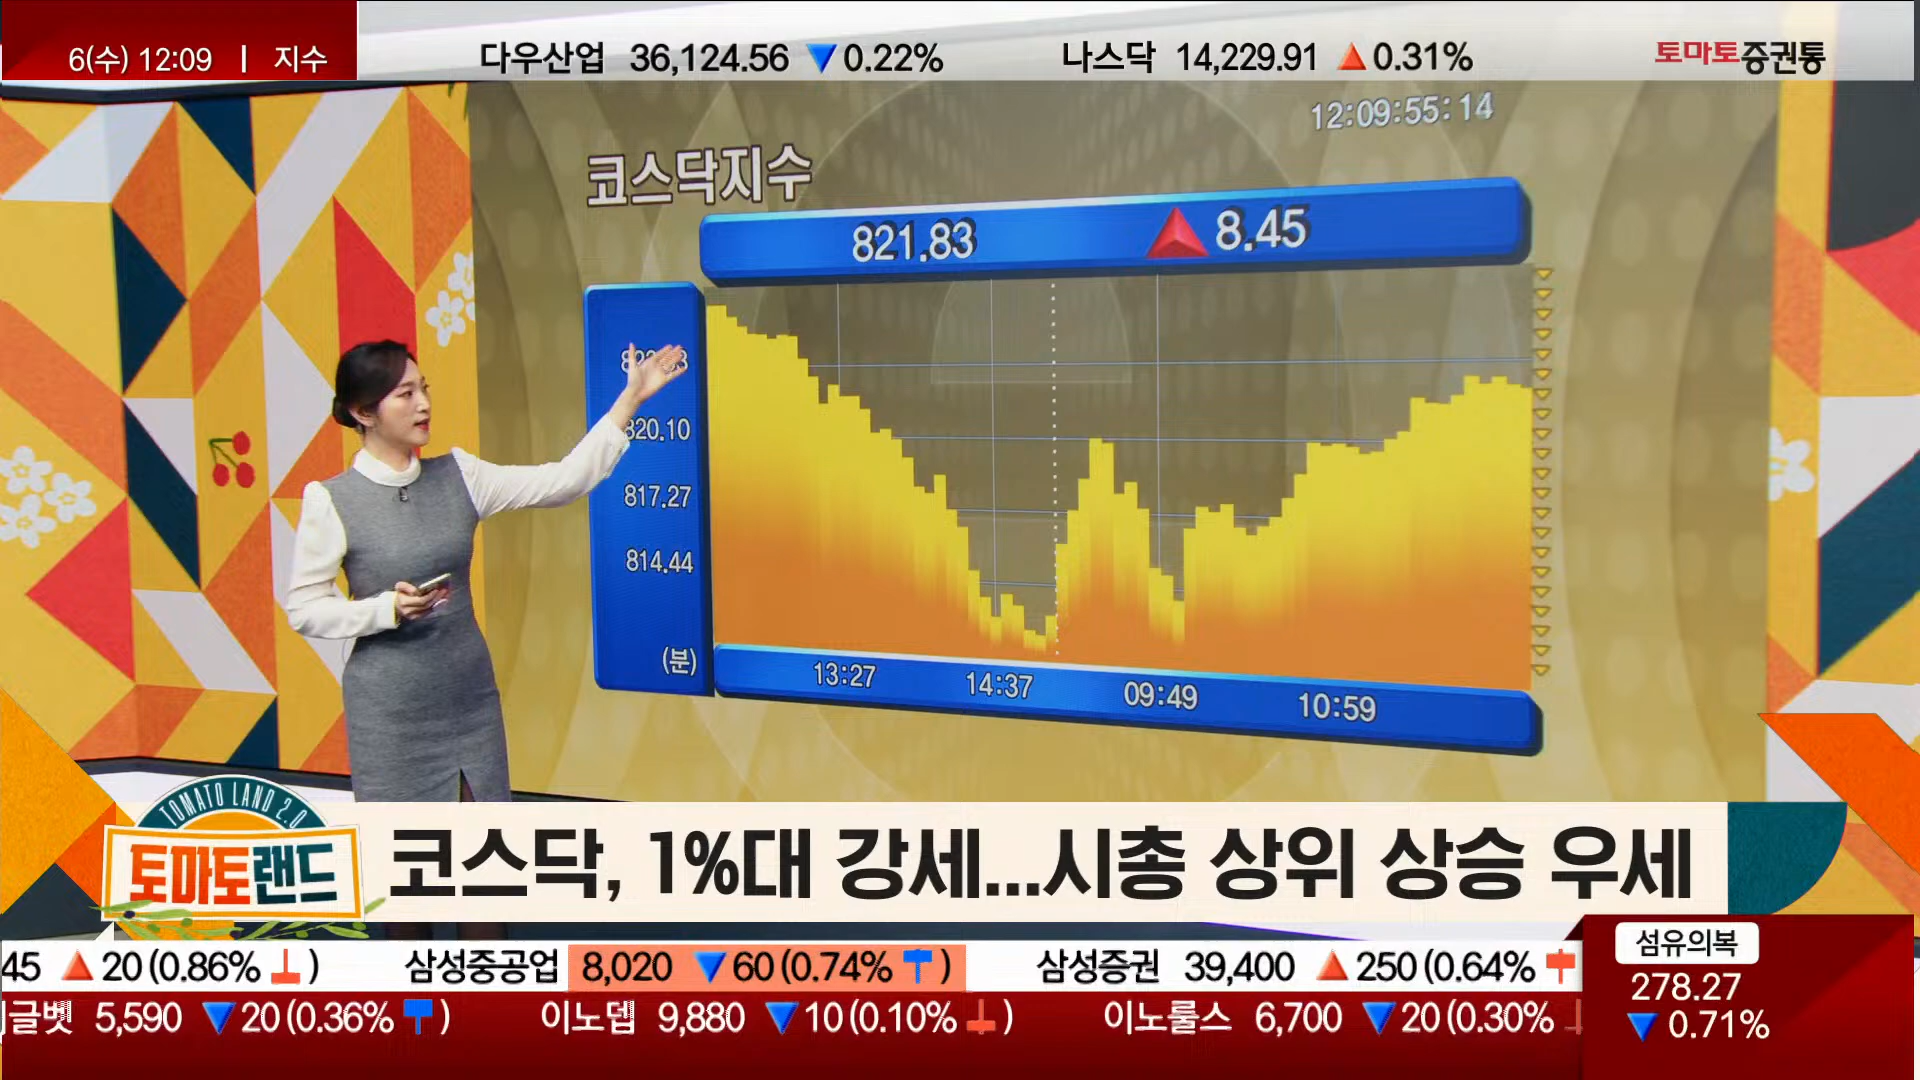 6(수) 12:09 | 지수
다우산업 36,124.56 ▼0.22%
나스닥 14,229.91 ▲0.31%
토마토증권통
12:09:55:14
코스닥지수
821.83 ▲8.45
820.10
817.27
814.44
(분)
13:27 14:37 09:49 10:59
TOMATO LAND 2.0
토마토랜드
코스닥, 1%대 강세...시총 상위 상승 우세
45 ▲20(0.86% ) 삼성중공업 8,020 ▼60(0.74% ) 삼성증권 39,400 ▲250(0.64%
글벳 5,590 ▼20(0.36% ) 이노뎁 9,880 ▼10(0.10% ) 이노룰스 6,700 ▼20(0.30%
섬유의복
278.27
▼0.71%